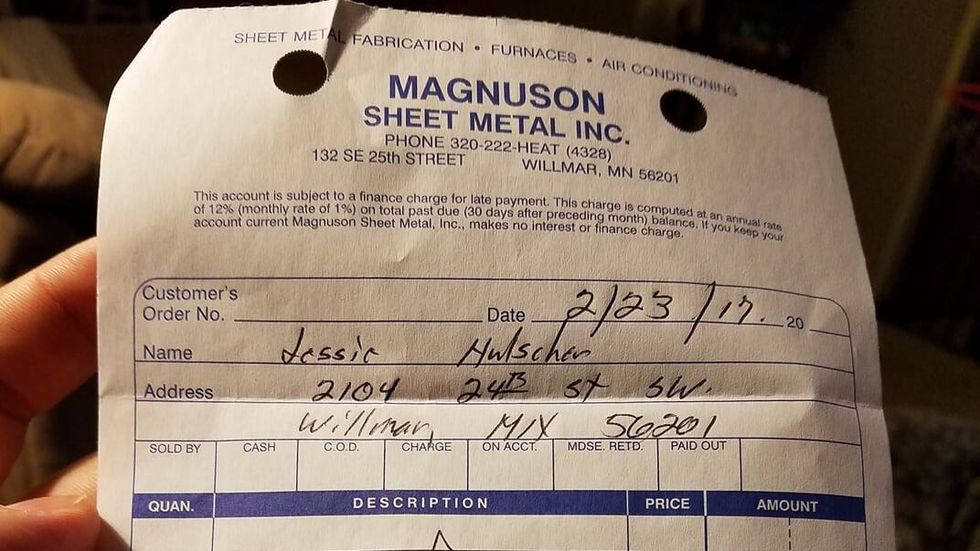 SHEET METAL FABRICATION • FURNACES • AIR CONDITIONING
MAGNUSON
SHEET METAL INC.
PHONE 320-222-HEAT (4328)
132 SE 25th STREET WILLMAR, MN 56201
This account is subject to a finance charge for late payment. This charge is computed at an annual rate
of 12% (monthly rate of 1%) on total past due (30 days after preceding month) balance. If you keep your
account current Magnuson Sheet Metal, Inc., makes no interest or finance charge.
Customer's
Order No. Date 2/23/17. 20
Name Jessie Hulscher
Address 2104 24th St SW.
Willmar, MN 56201
SOLD BY CASH C.O.D. CHARGE ON ACCT. MDSE. RETD. PAID OUT
QUAN. DESCRIPTION PRICE AMOUNT